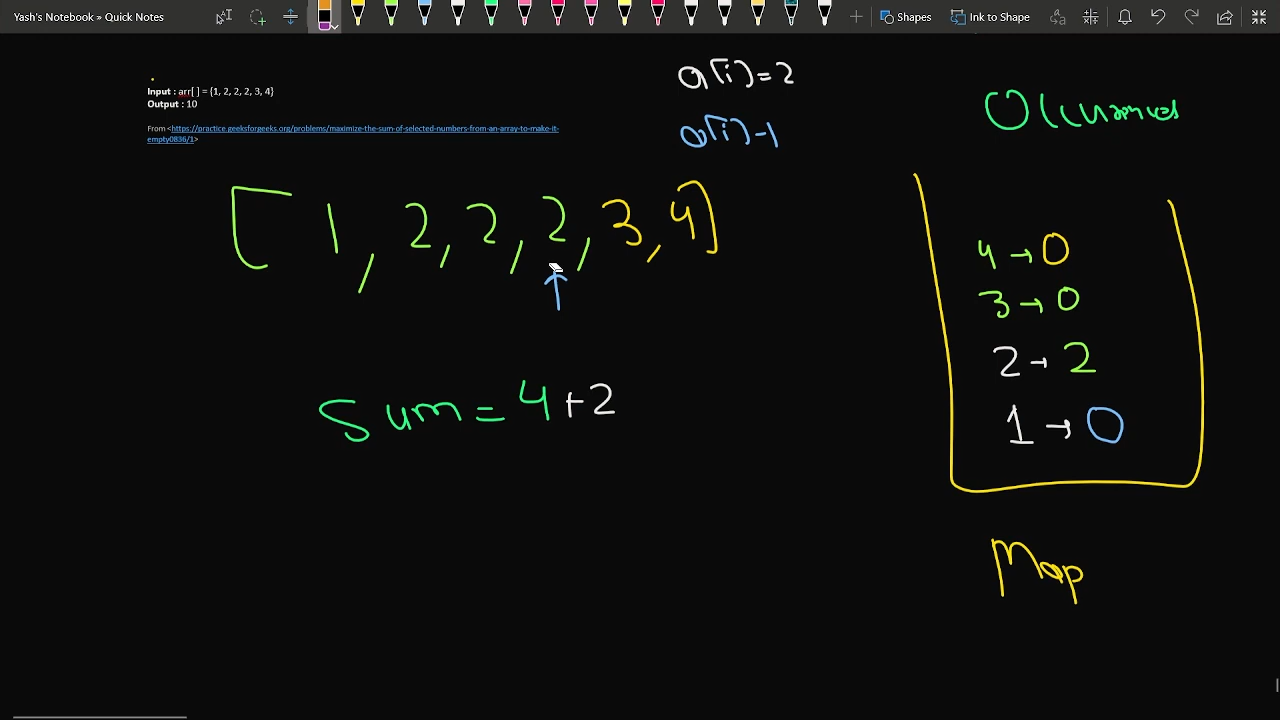 Yash's Notebook » Quick Notes
Shapes
Ink to Shape
a[i]=2
Input : arr[ ] = {1, 2, 2, 2, 3, 4}
Output : 10
From <https://practice.geeksforgeeks.org/problems/maximize-the-sum-of-selected-numbers-from-an-array-to-make-it-
empty0836/1>
a[i]-1
[ 1, 2, 2, 2, 3, 4]
Sum = 4+2
4→0
3→0
2→2
1→0
Map